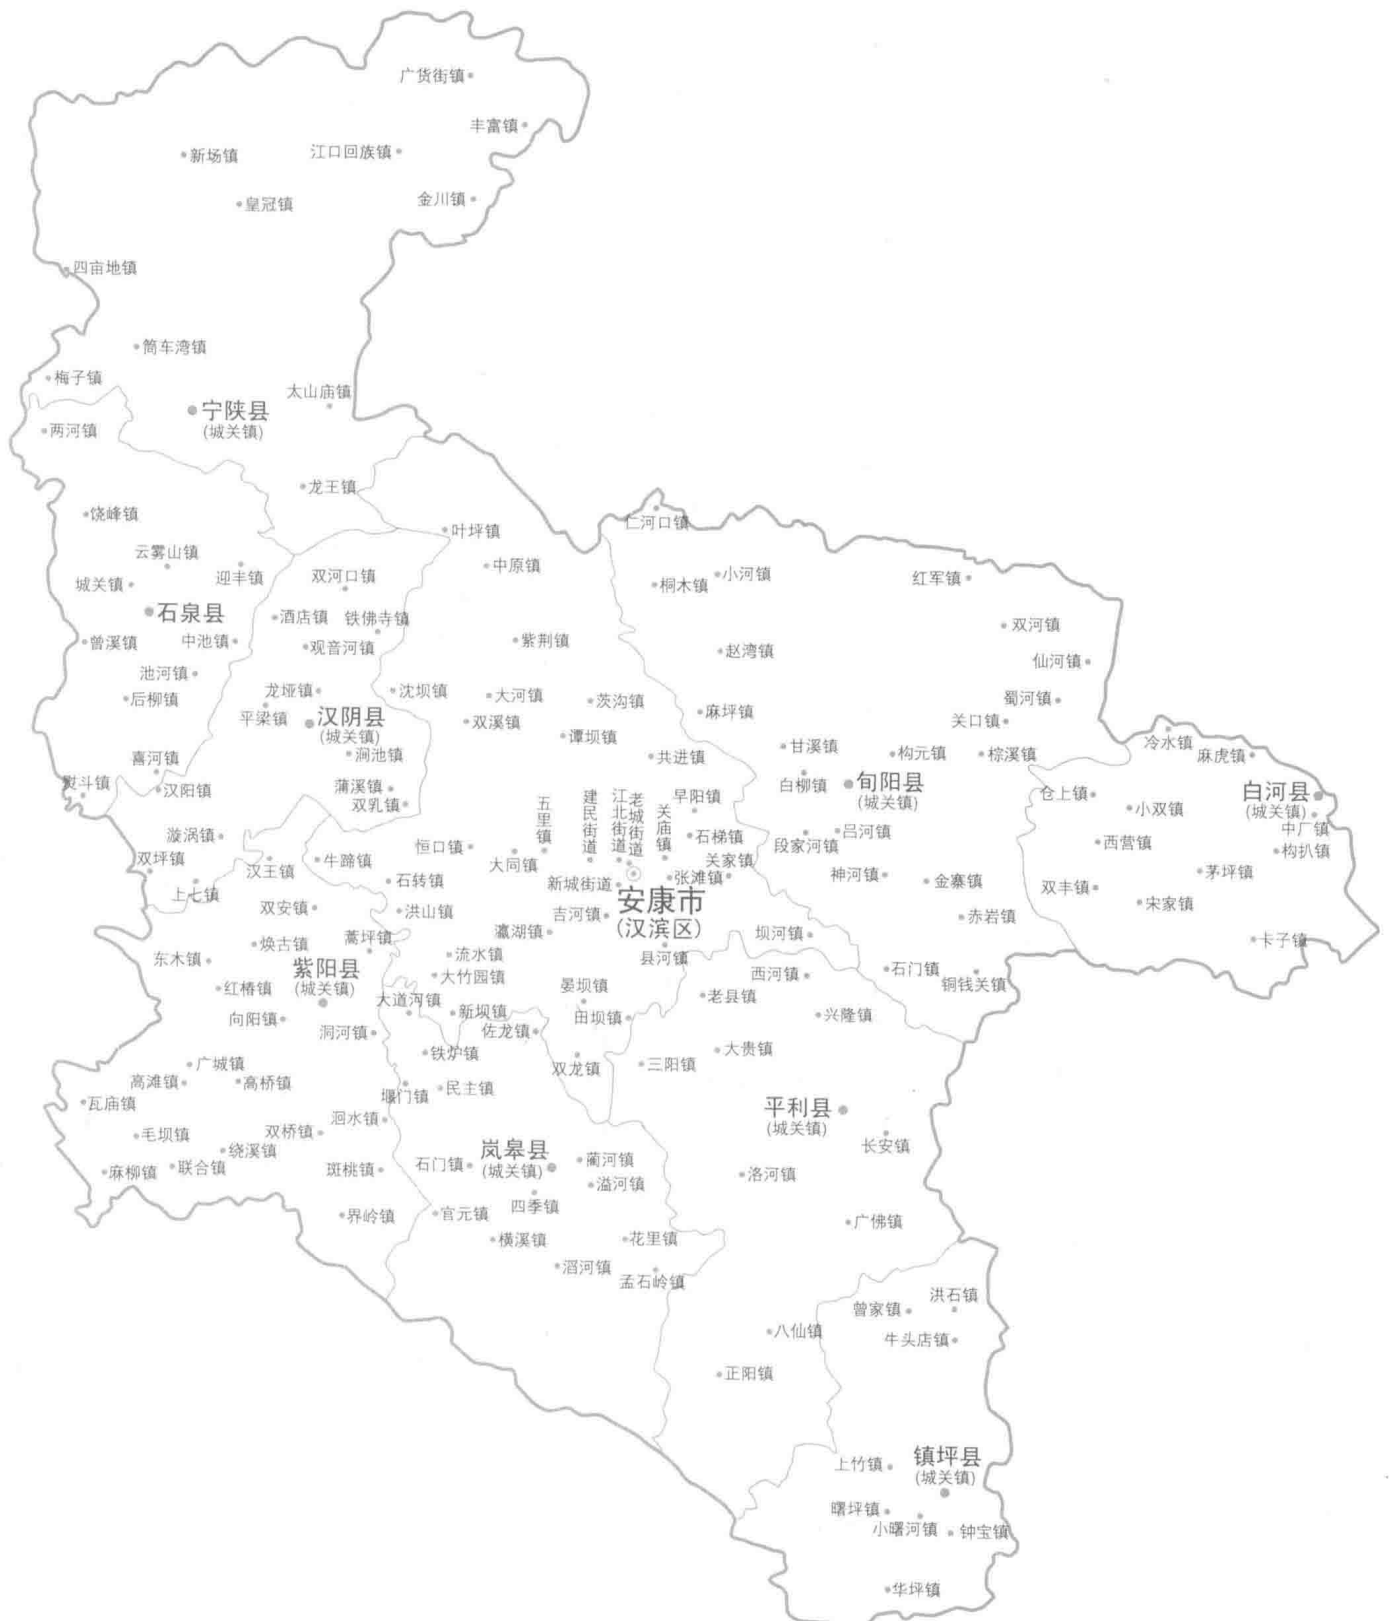 广货街镇
丰富镇
新场镇
江口回族镇
皇冠镇
金川镇
四亩地镇
筒车湾镇
梅子镇
太山庙镇
宁陕县
(城关镇)
两河镇
龙王镇
饶峰镇
仁河口镇
叶坪镇
云雾山镇
中原镇
城关镇
迎丰镇
双河口镇
桐木镇
小河镇
红军镇
石泉县
酒店镇
铁佛寺镇
双河镇
曾溪镇
中池镇
观音河镇
紫荆镇
赵湾镇
仙河镇
池河镇
后柳镇
龙垭镇
沈坝镇
大河镇
茨沟镇
蜀河镇
平梁镇
汉阴县
(城关镇)
双溪镇
麻坪镇
关口镇
谭坝镇
冷水镇
喜河镇
涧池镇
共进镇
甘溪镇
构元镇
棕溪镇
麻虎镇
熨斗镇
汉阳镇
蒲溪镇
双乳镇
白柳镇
旬阳县
(城关镇)
仓上镇
小双镇
白河县
(城关镇)
五里镇
建民街道
江北街道
老城街道
关庙镇
早阳镇
中厂镇
漩涡镇
石梯镇
段家河镇
吕河镇
西营镇
构扒镇
双坪镇
汉王镇
牛蹄镇
恒口镇
大同镇
关家镇
上七镇
石转镇
新城街道
张滩镇
神河镇
金寨镇
双丰镇
茅坪镇
双安镇
洪山镇
吉河镇
安康市
(汉滨区)
赤岩镇
宋家镇
焕古镇
蒿坪镇
瀛湖镇
坝河镇
卡子镇
东木镇
紫阳县
(城关镇)
流水镇
县河镇
红椿镇
大竹园镇
西河镇
石门镇
铜钱关镇
大道河镇
晏坝镇
老县镇
向阳镇
新坝镇
田坝镇
兴隆镇
洞河镇
佐龙镇
广城镇
铁炉镇
双龙镇
三阳镇
大贵镇
高滩镇
高桥镇
堰门镇
民主镇
瓦庙镇
洄水镇
平利县
(城关镇)
毛坝镇
双桥镇
长安镇
绕溪镇
岚皋县
(城关镇)
麻柳镇
联合镇
斑桃镇
石门镇
蔺河镇
洛河镇
溢河镇
四季镇
界岭镇
官元镇
广佛镇
横溪镇
花里镇
滔河镇
孟石岭镇
洪石镇
曾家镇
八仙镇
牛头店镇
正阳镇
上竹镇
镇坪县
(城关镇)
曙坪镇
小曙河镇
钟宝镇
华坪镇